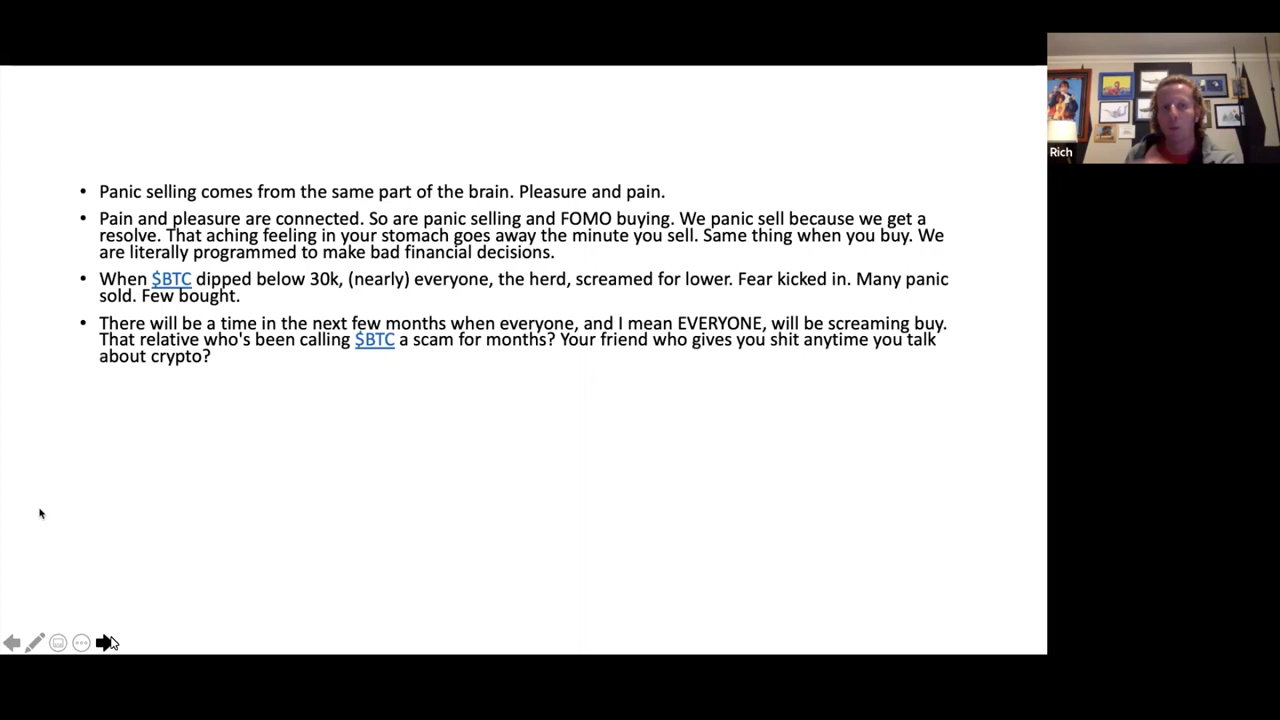 • Panic selling comes from the same part of the brain. Pleasure and pain.
• Pain and pleasure are connected. So are panic selling and FOMO buying. We panic sell because we get a
resolve. That aching feeling in your stomach goes away the minute you sell. Same thing when you buy. We
are literally programmed to make bad financial decisions.
• When $BTC dipped below 30k, (nearly) everyone, the herd, screamed for lower. Fear kicked in. Many panic
sold. Few bought.
• There will be a time in the next few months when everyone, and I mean EVERYONE, will be screaming buy.
That relative who's been calling $BTC a scam for months? Your friend who gives you shit anytime you talk
about crypto?
Rich